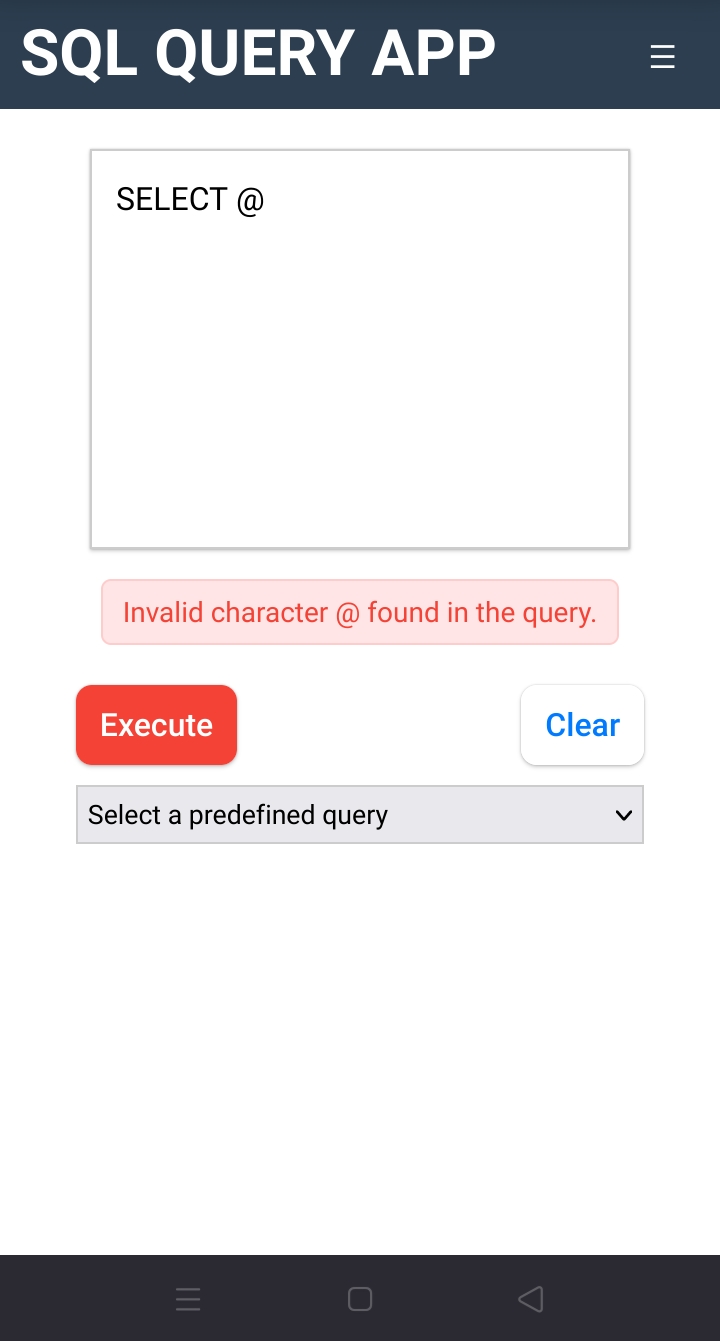 SQL QUERY APP
SELECT @
Invalid character @ found in the query.
Execute
Clear
Select a predefined query